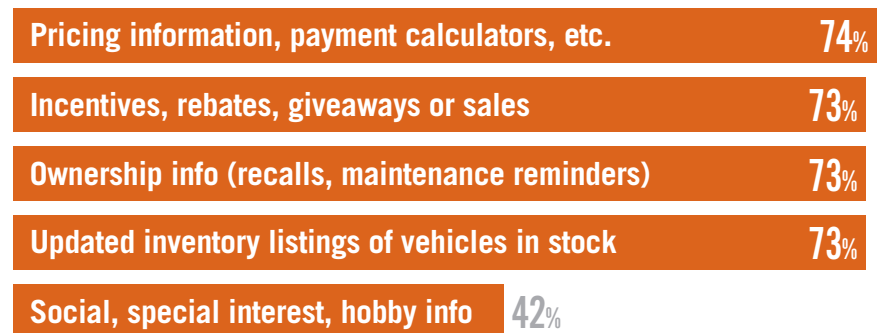 Pricing information, payment calculators, etc. 74%
Incentives, rebates, giveaways or sales 73%
Ownership info (recalls, maintenance reminders) 73%
Updated inventory listings of vehicles in stock 73%
Social, special interest, hobby info 42%